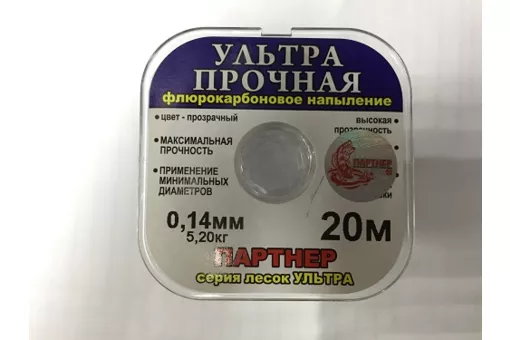 УЛЬТРА
ПРОЧНАЯ
флюрокарбоновое напыление
• цвет - прозрачный
• МАКСИМАЛЬНАЯ
ПРОЧНОСТЬ
• ПРИМЕНЕНИЕ
МИНИМАЛЬНЫХ
ДИАМЕТРОВ
высокая
прозрачность
ПАРТНЕР
®
0,14мм
5,20кг
20м
ПАРТНЕР
серия лесок УЛЬТРА